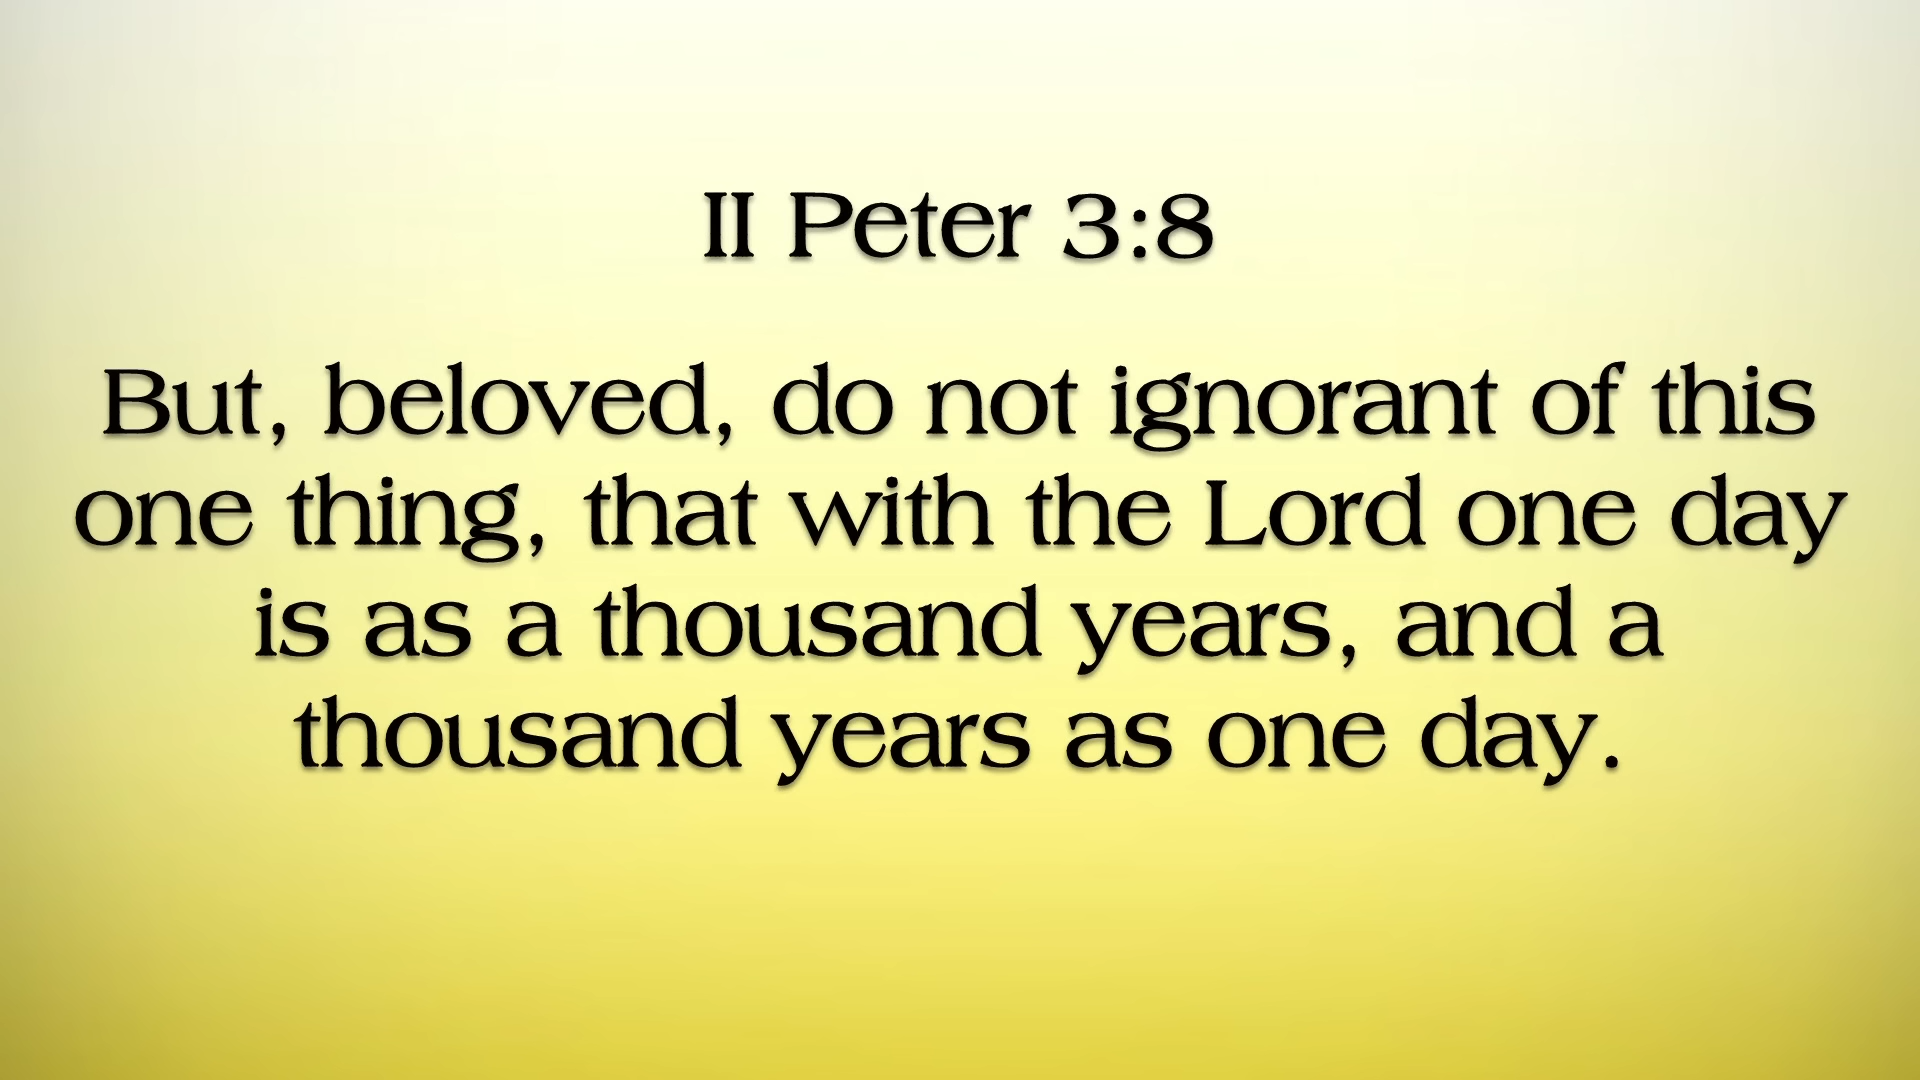 II Peter 3:8
But, beloved, do not ignorant of this
one thing, that with the Lord one day
is as a thousand years, and a
thousand years as one day.